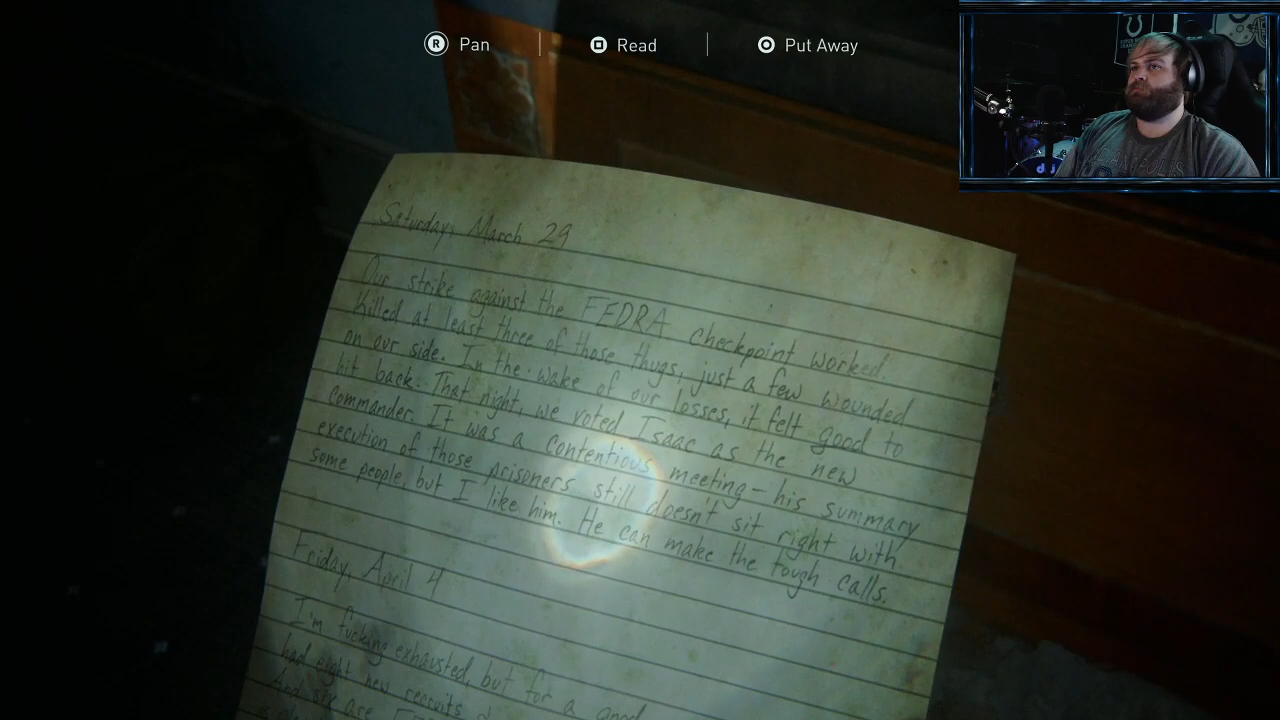 Pan
Read
Put Away
Saturday, March 29
Our strike against the FEDRA checkpoint worked.
Killed at least three of those thugs, just a few wounded
on our side. In the wake of our losses, it felt good to
hit back. That night, we voted Isaac as the new
commander. It was a contentious meeting – his summary
execution of those prisoners still doesn't sit right with
some people, but I like him. He can make the tough calls.
Friday, April 4
I'm fucking exhausted, but for a good
had eight new recruits
And six are